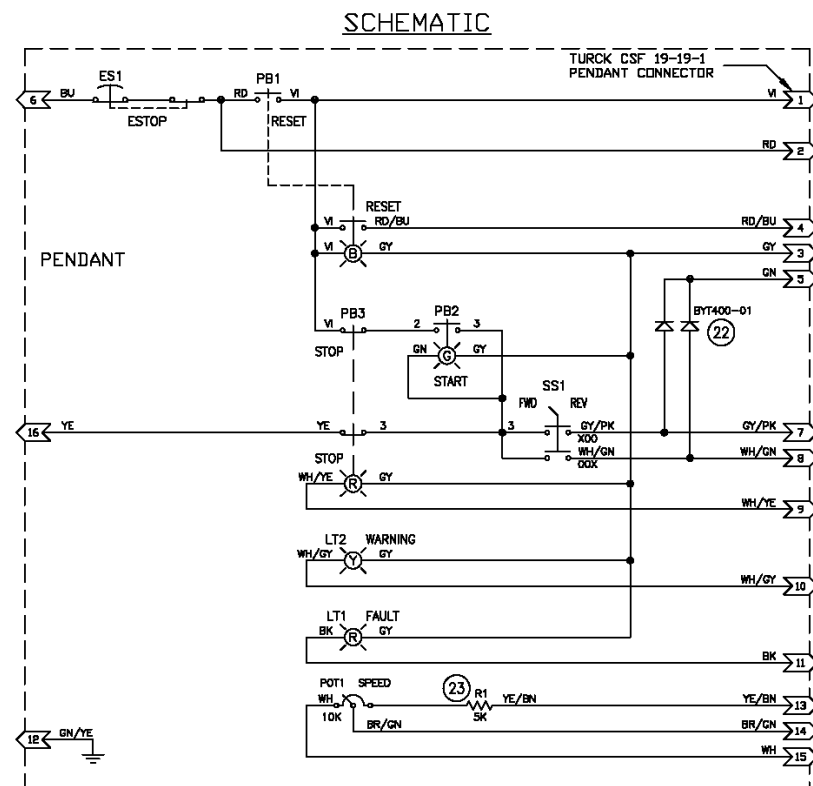 SCHEMATIC
TURCK CSF 19-19-1
PENDANT CONNECTOR
6 BU ES1 RD PB1 VI VI 1
ESTOP RESET
RD 2
RESET
VI RD/BU RD/BU 4
PENDANT
VI B GY GY 3
GN 5
BYT400-01
22
PB3 PB2
VI 2 3
STOP
GN G GY
START
SS1
FWD REV
16 YE YE 3 3 GY/PK GY/PK 7
X00
WH/GN WH/GN 8
00X
STOP
WH/YE R GY
WH/YE 9
LT2 WARNING
WH/GY Y GY
WH/GY 10
LT1 FAULT
BK R GY
BK 11
POT1 SPEED 23 R1
WH YE/BN YE/BN 13
10K 5K
BR/GN BR/GN 14
12 GN/YE
WH 15